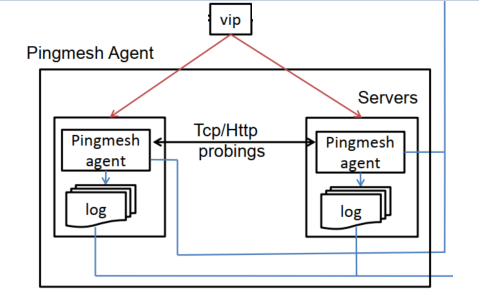 vip
Pingmesh Agent
Servers
Tcp/Http
probings
Pingmesh
agent
Pingmesh
agent
log
log